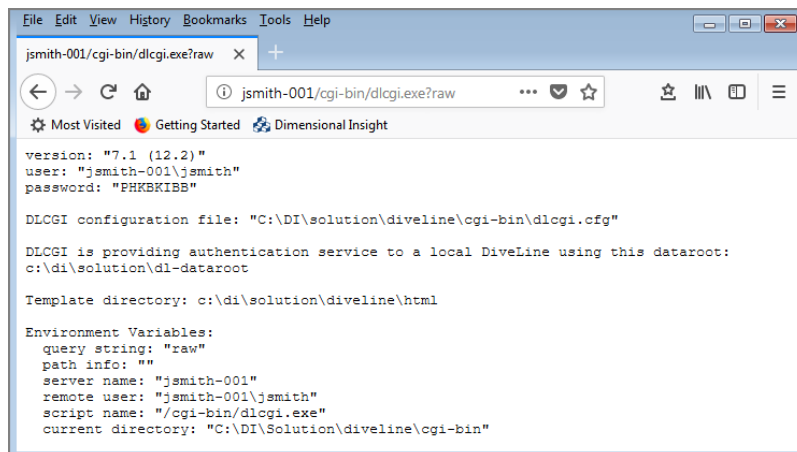 File Edit View History Bookmarks Tools Help
jsmith-001/cgi-bin/dlcgi.exe?raw
jsmith-001/cgi-bin/dlcgi.exe?raw
Most Visited Getting Started Dimensional Insight
version: "7.1 (12.2)"
user: "jsmith-001\jsmith"
password: "PHKBKIBB"
DLCGI configuration file: "C:\DI\solution\diveline\cgi-bin\dlcgi.cfg"
DLCGI is providing authentication service to a local DiveLine using this dataroot:
c:\di\solution\dl-dataroot
Template directory: c:\di\solution\diveline\html
Environment Variables:
query string: "raw"
path info: ""
server name: "jsmith-001"
remote user: "jsmith-001\jsmith"
script name: "/cgi-bin/dlcgi.exe"
current directory: "C:\DI\Solution\diveline\cgi-bin"